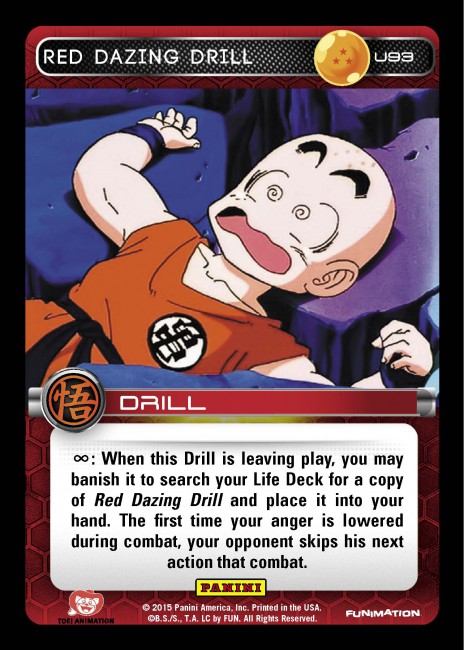 RED DAZING DRILL U93
悟 DRILL
∞: When this Drill is leaving play, you may
banish it to search your Life Deck for a copy
of Red Dazing Drill and place it into your
hand. The first time your anger is lowered
during combat, your opponent skips his next
action that combat.
PANINI
TOEI ANIMATION
© 2015 Panini America, Inc. Printed in the USA.
©B.S./S., T.A. LC by FUN. All Rights Reserved.
FUNIMATION